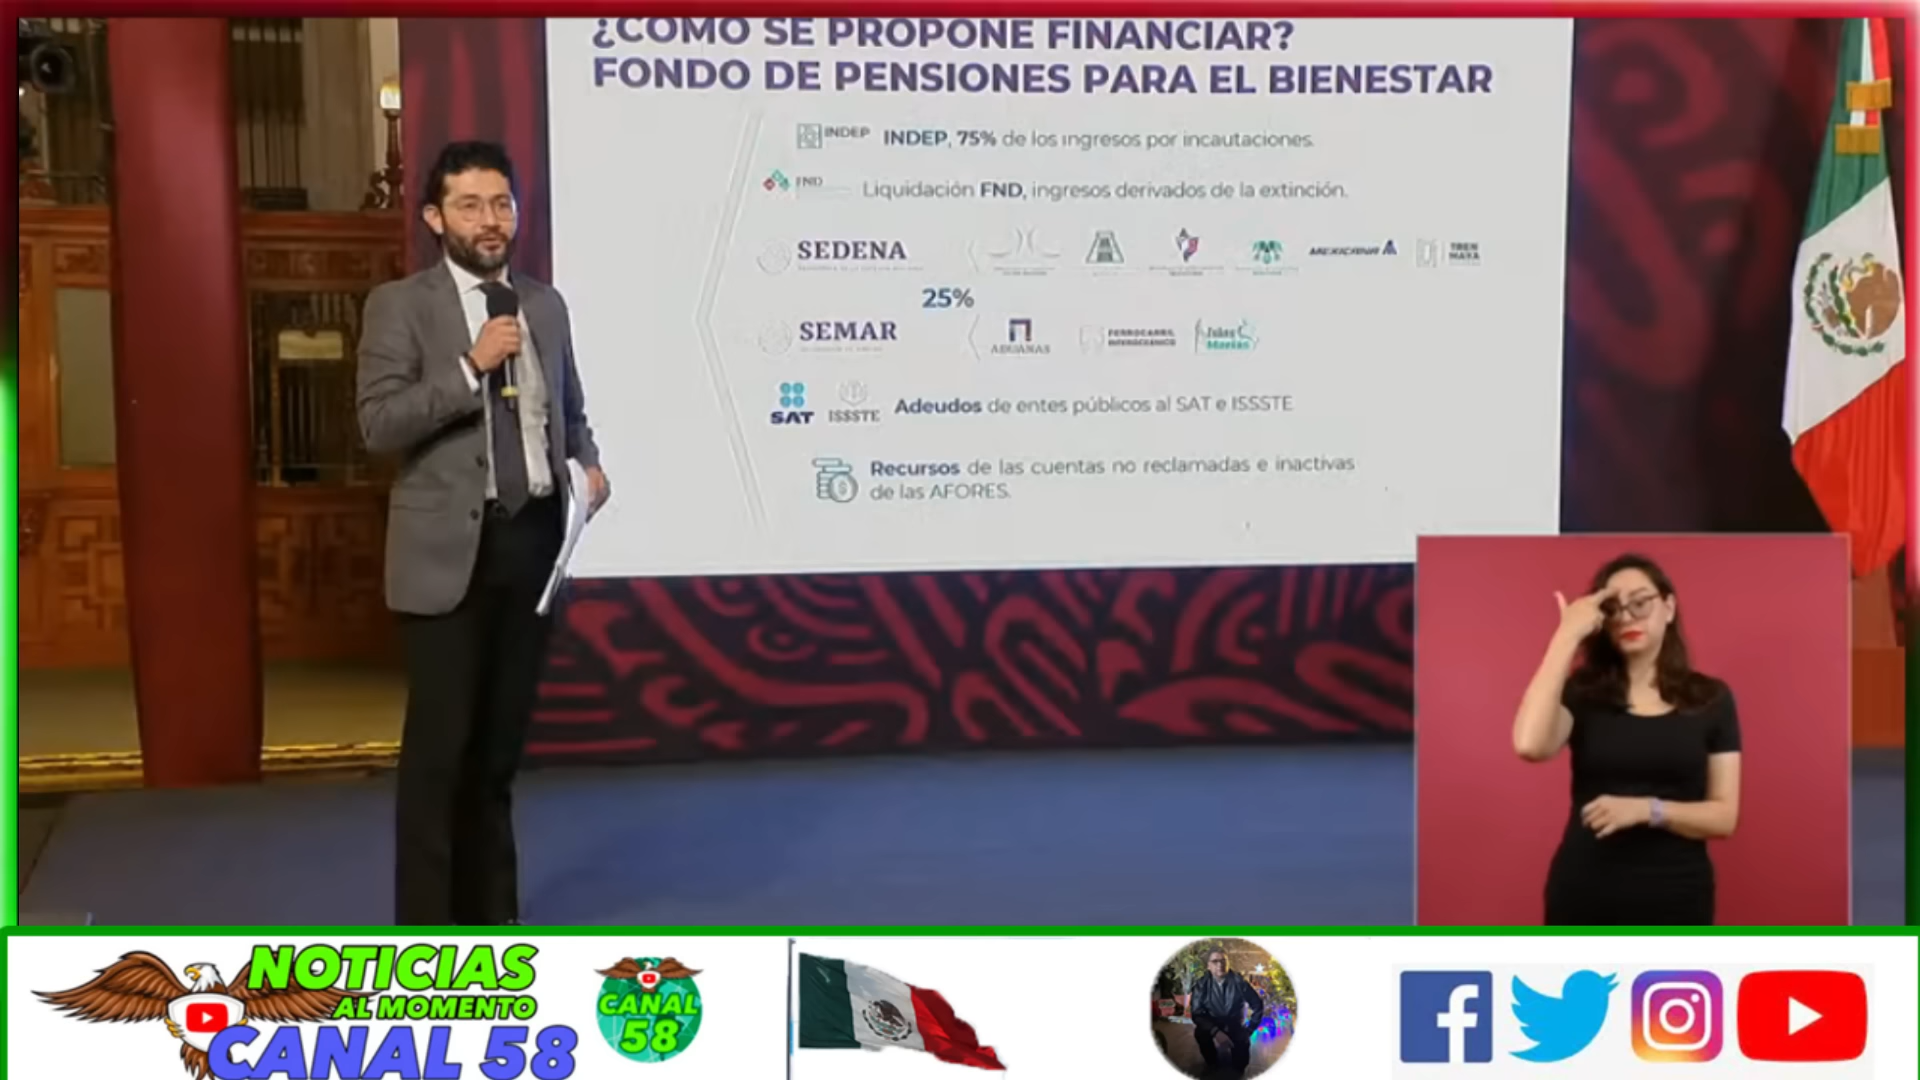 ¿CÓMO SE PROPONE FINANCIAR?
FONDO DE PENSIONES PARA EL BIENESTAR
INDEP INDEP, 75% de los ingresos por incautaciones.
FND Liquidación FND, ingresos derivados de la extinción.
SEDENA
MEXICANA
TREN MAYA
25%
SEMAR
ADUANAS
FERROCARRIL
INTEROCEÁNICO
Islas
Marías
SAT ISSSTE Adeudos de entes públicos al SAT e ISSSTE
Recursos de las cuentas no reclamadas e inactivas
de las AFORES.
NOTICIAS
AL MOMENTO
CANAL 58
CANAL
58